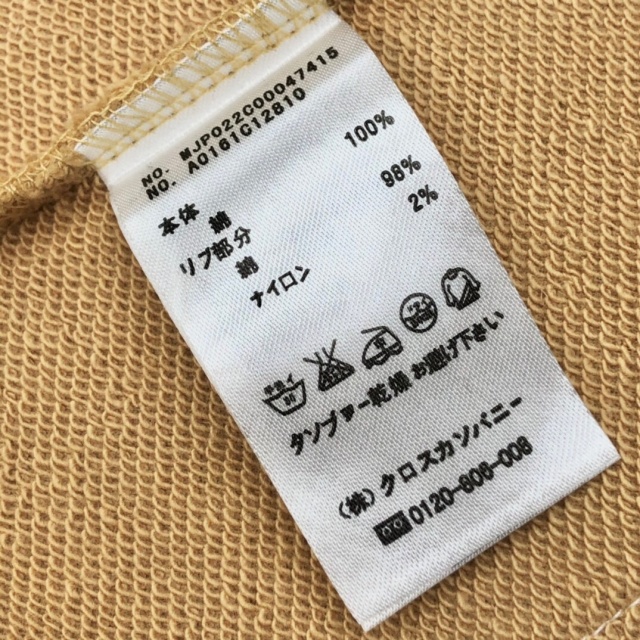 NO. MJP022C00047415
NO. A0161G12810
本体
綿 100%
リブ部分
綿 98%
ナイロン 2%
タンブラー乾燥 お避け下さい
(株) クロスカンパニー
0120-606-008